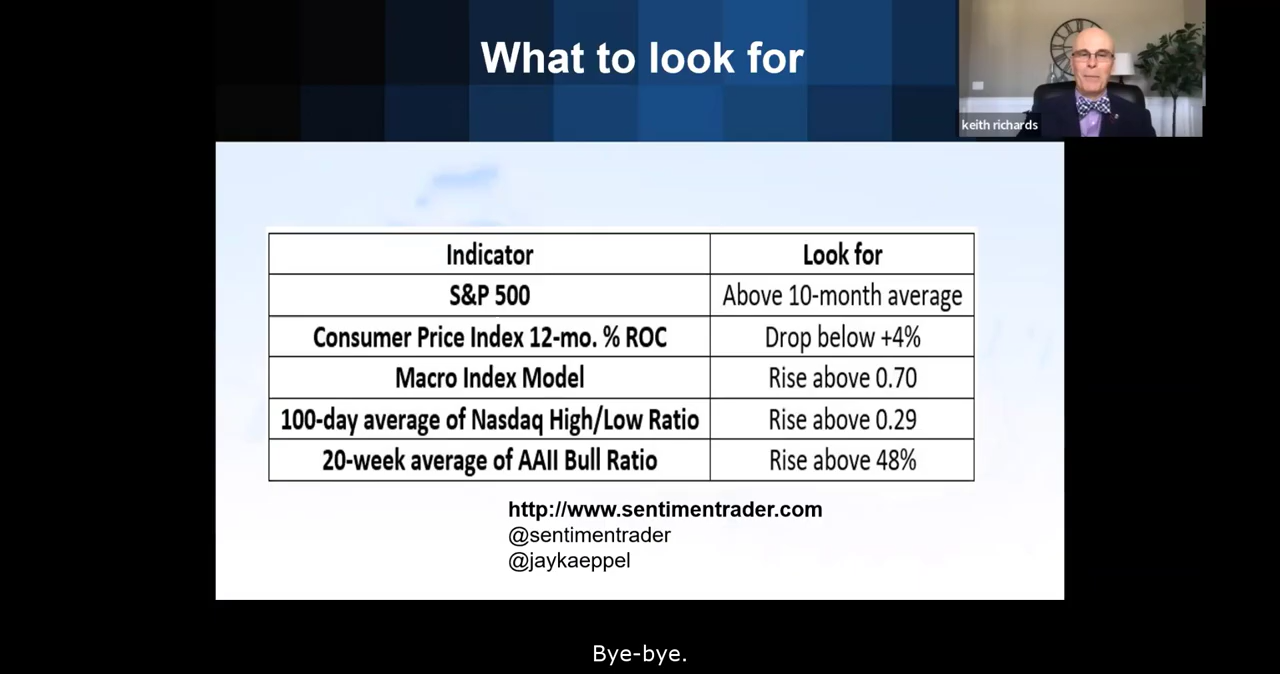 What to look for
keith richards
Indicator Look for
S&P 500 Above 10-month average
Consumer Price Index 12-mo. % ROC Drop below +4%
Macro Index Model Rise above 0.70
100-day average of Nasdaq High/Low Ratio Rise above 0.29
20-week average of AAII Bull Ratio Rise above 48%
http://www.sentimentrader.com
@sentimentrader
@jaykaeppel
Bye-bye.